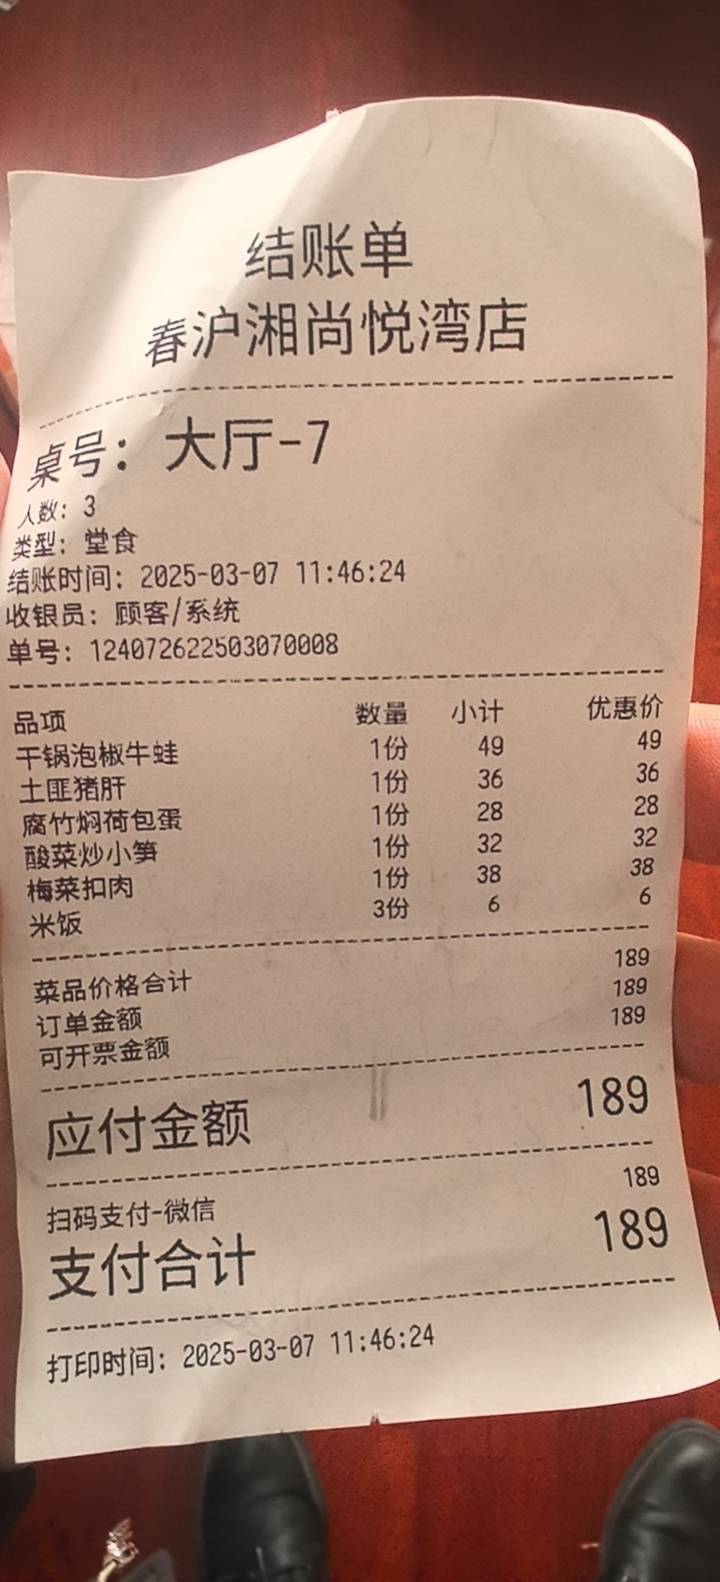 结账单
春沪湘尚悦湾店
桌号：大厅-7
人数：3
类型：堂食
结账时间：2025-03-07 11:46:24
收银员：顾客/系统
单号：124072622503070008
品项 数量 小计 优惠价
干锅泡椒牛蛙 1份 49 49
土匪猪肝 1份 36 36
腐竹焖荷包蛋 1份 28 28
酸菜炒小笋 1份 32 32
梅菜扣肉 1份 38 38
米饭 3份 6 6
菜品价格合计 189
订单金额 189
可开票金额 189
应付金额 189
扫码支付-微信 189
支付合计 189
打印时间：2025-03-07 11:46:24